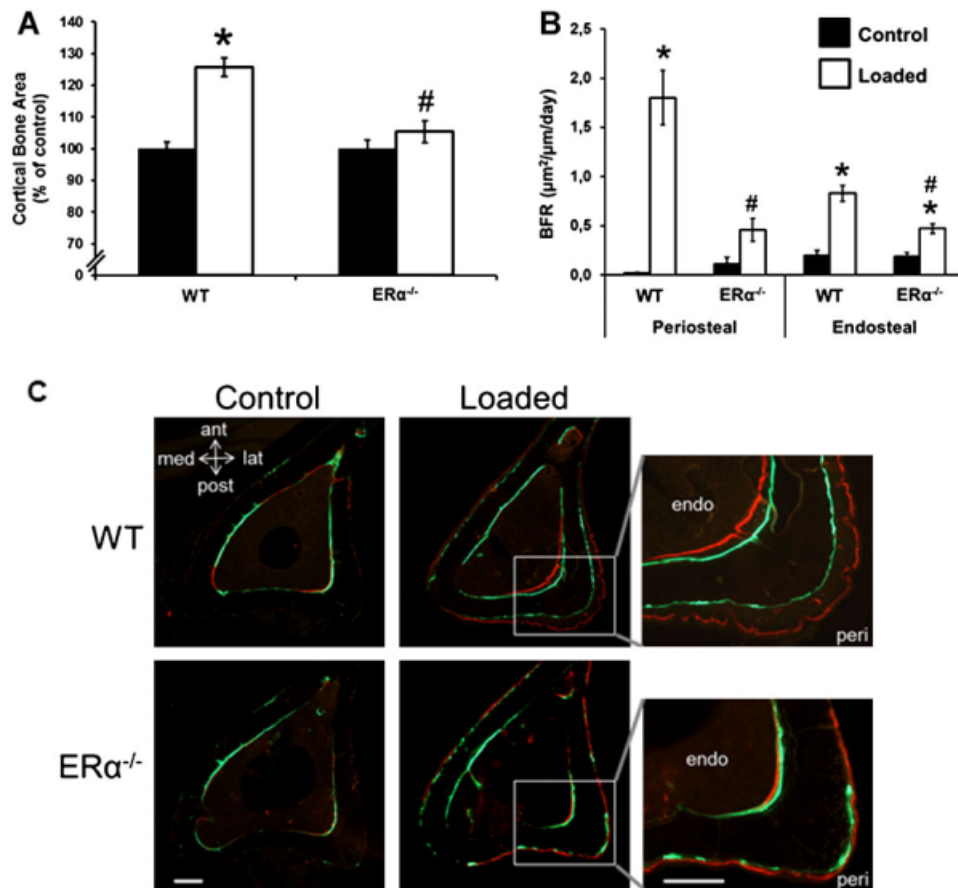 A
140
130
120
110
100
90
80
70
0
Cortical Bone Area
(% of control)
*
#
WT
ERα-/-
B
2,5
2,0
1,5
1,0
0,5
0,0
BFR (µm²/µm/day)
Control
Loaded
*
#
*
#
*
WT
ERα-/-
WT
ERα-/-
Periosteal
Endosteal
C
Control
Loaded
ant
med
lat
post
WT
endo
peri
ERα-/-
endo
peri